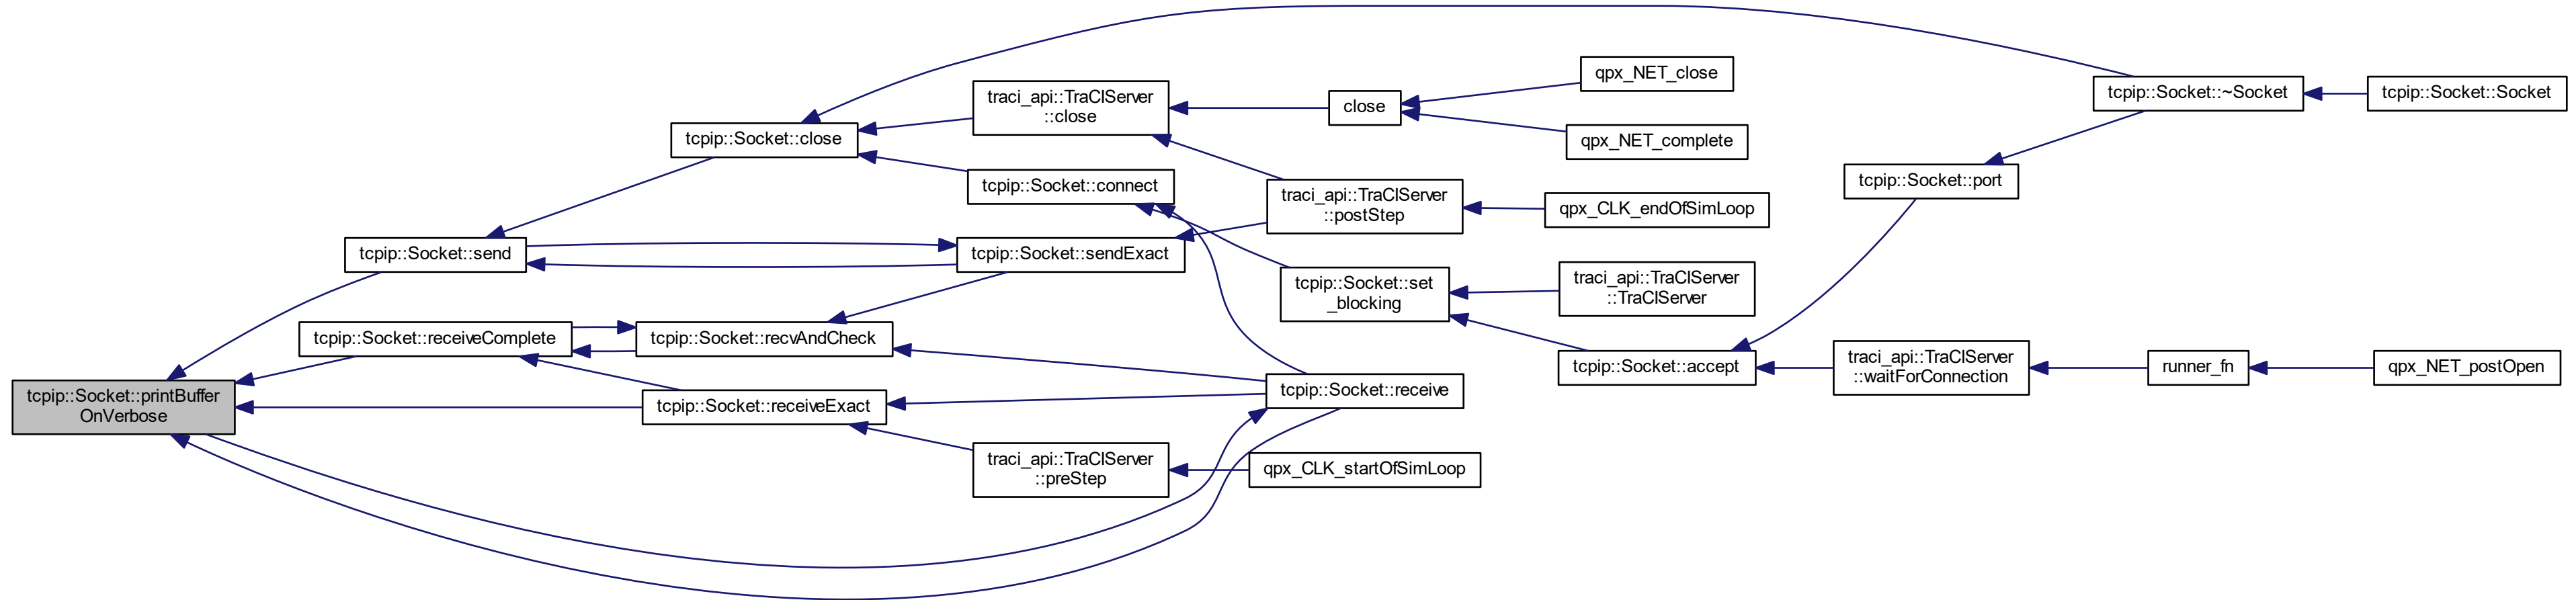 tcpip::Socket::printBuffer
OnVerbose
tcpip::Socket::send
tcpip::Socket::receiveComplete
tcpip::Socket::close
tcpip::Socket::recvAndCheck
tcpip::Socket::receiveExact
traci_api::TraCIServer
::close
tcpip::Socket::connect
tcpip::Socket::sendExact
traci_api::TraCIServer
::preStep
close
traci_api::TraCIServer
::postStep
tcpip::Socket::set
_blocking
tcpip::Socket::receive
qpx_CLK_startOfSimLoop
qpx_NET_close
qpx_NET_complete
qpx_CLK_endOfSimLoop
traci_api::TraCIServer
::TraCIServer
tcpip::Socket::accept
tcpip::Socket::port
traci_api::TraCIServer
::waitForConnection
tcpip::Socket::~Socket
runner_fn
tcpip::Socket::Socket
qpx_NET_postOpen